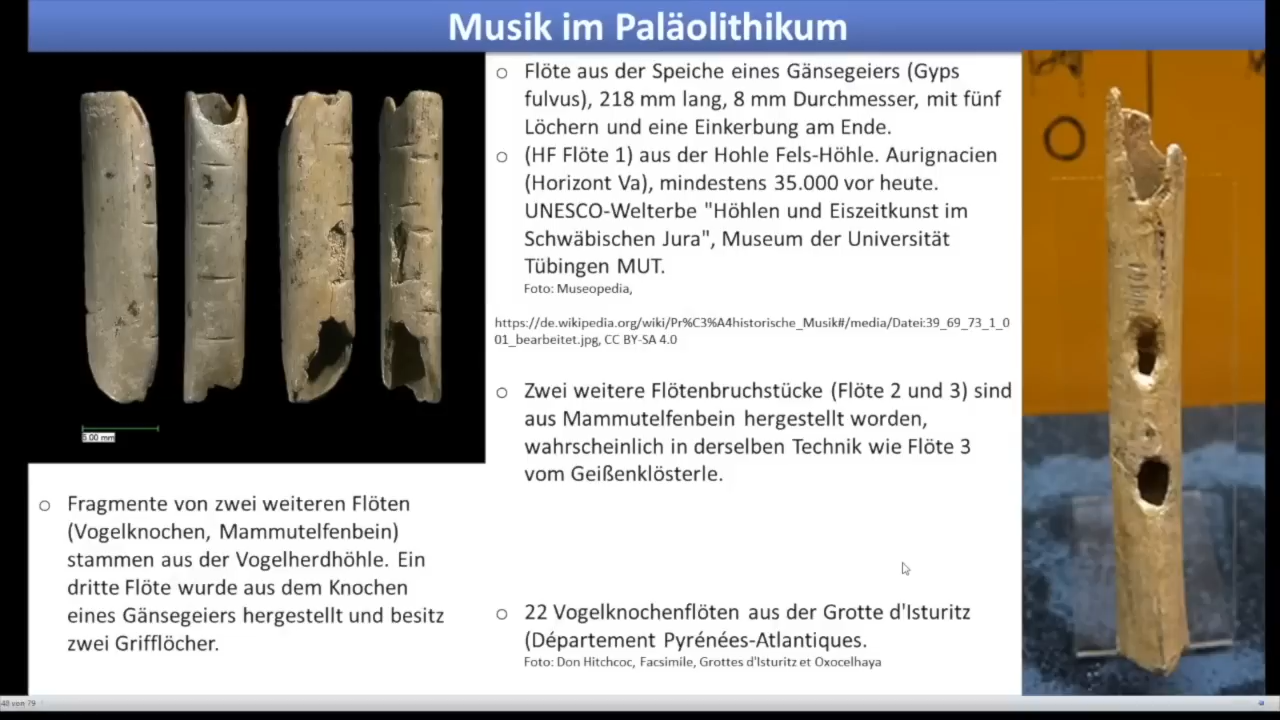 Musik im Paläolithikum
5.00 mm
o Fragmente von zwei weiteren Flöten
(Vogelknochen, Mammutelfenbein)
stammen aus der Vogelherdhöhle. Ein
dritte Flöte wurde aus dem Knochen
eines Gänsegeiers hergestellt und besitz
zwei Grifflöcher.
o Flöte aus der Speiche eines Gänsegeiers (Gyps
fulvus), 218 mm lang, 8 mm Durchmesser, mit fünf
Löchern und eine Einkerbung am Ende.
o (HF Flöte 1) aus der Hohle Fels-Höhle. Aurignacien
(Horizont Va), mindestens 35.000 vor heute.
UNESCO-Welterbe "Höhlen und Eiszeitkunst im
Schwäbischen Jura", Museum der Universität
Tübingen MUT.
Foto: Museopedia,
https://de.wikipedia.org/wiki/Pr%C3%A4historische_Musik#/media/Datei:39_69_73_1_0
01_bearbeitet.jpg, CC BY-SA 4.0
o Zwei weitere Flötenbruchstücke (Flöte 2 und 3) sind
aus Mammutelfenbein hergestellt worden,
wahrscheinlich in derselben Technik wie Flöte 3
vom Geißenklösterle.
o 22 Vogelknochenflöten aus der Grotte d'Isturitz
(Département Pyrénées-Atlantiques.
Foto: Don Hitchcoc, Facsimile, Grottes d'Isturitz et Oxocelhaya
O
48 von 79